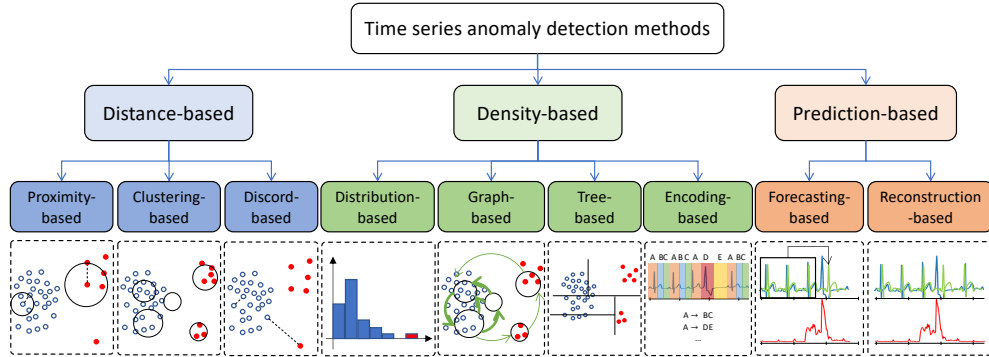 Time series anomaly detection methods
Distance-based
Density-based
Prediction-based
Proximity-
based
Clustering-
based
Discord-
based
Distribution-
based
Graph-
based
Tree-
based
Encoding-
based
Forecasting-
based
Reconstruction
-based
A BC A B C A D E A BC
A → BC
A → DE
...